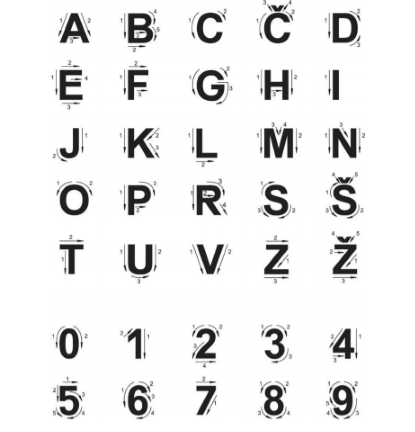 A B C Č D
E F G H I
J K L M N
O P R S Š
T U V Z Ž
0 1 2 3 4
5 6 7 8 9